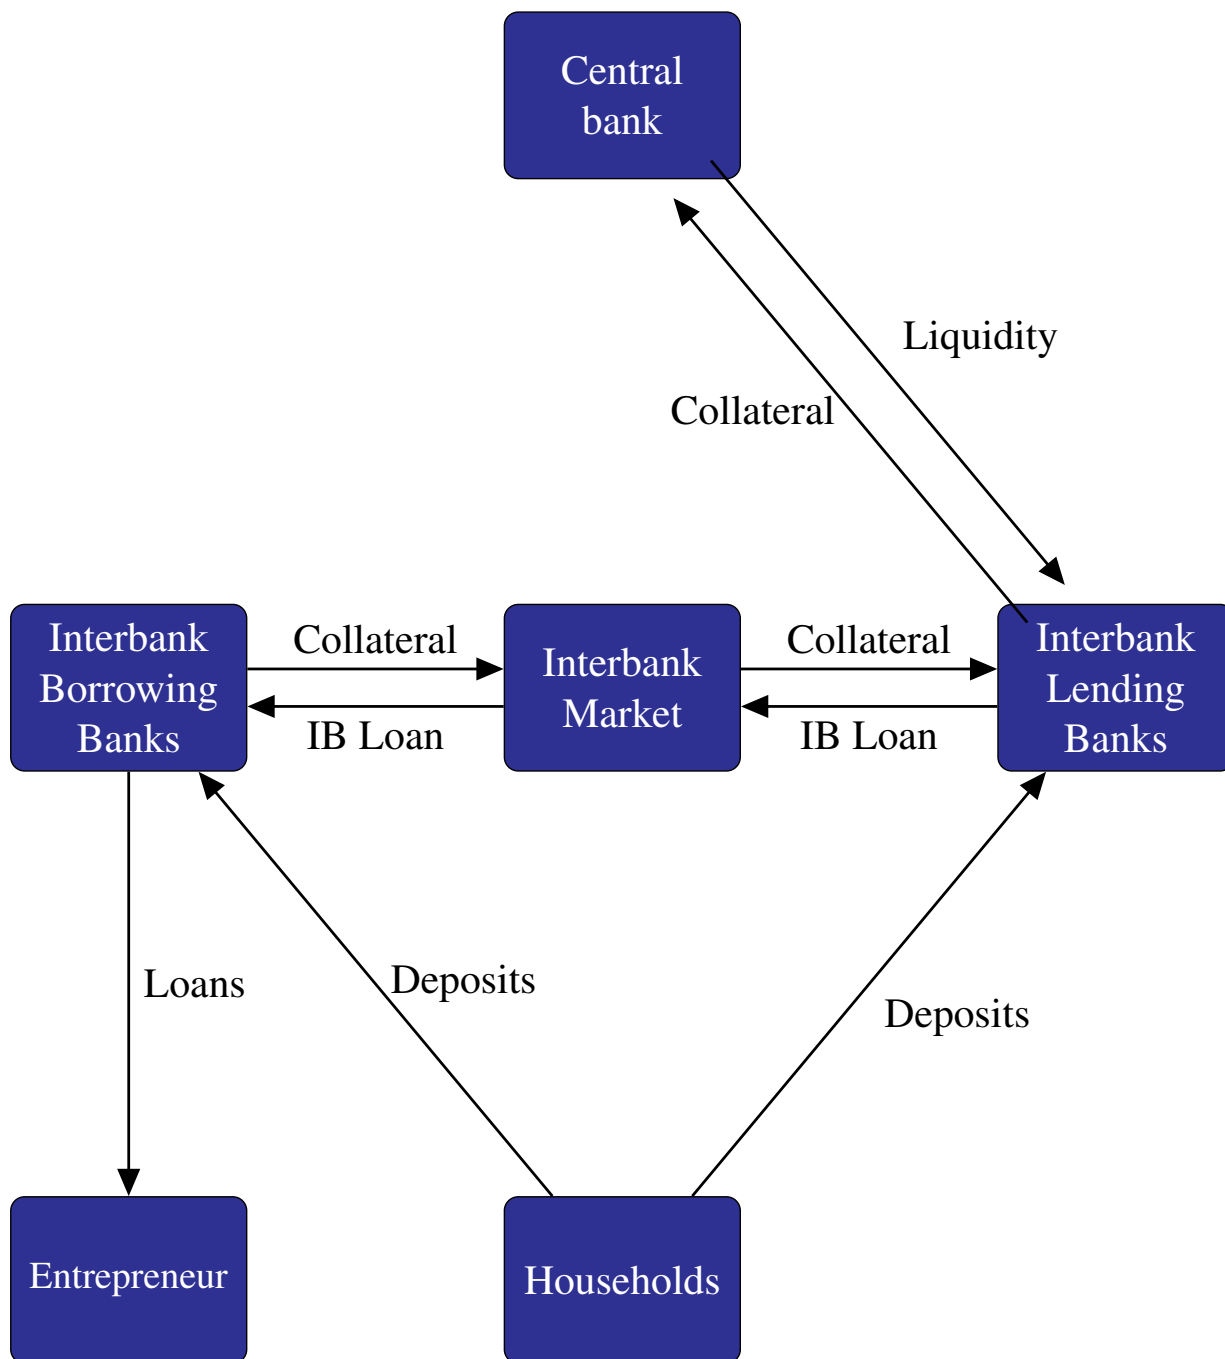 Central
bank
Liquidity
Collateral
Interbank
Borrowing
Banks
Collateral
IB Loan
Interbank
Market
Collateral
IB Loan
Interbank
Lending
Banks
Loans
Deposits
Deposits
Entrepreneur
Households